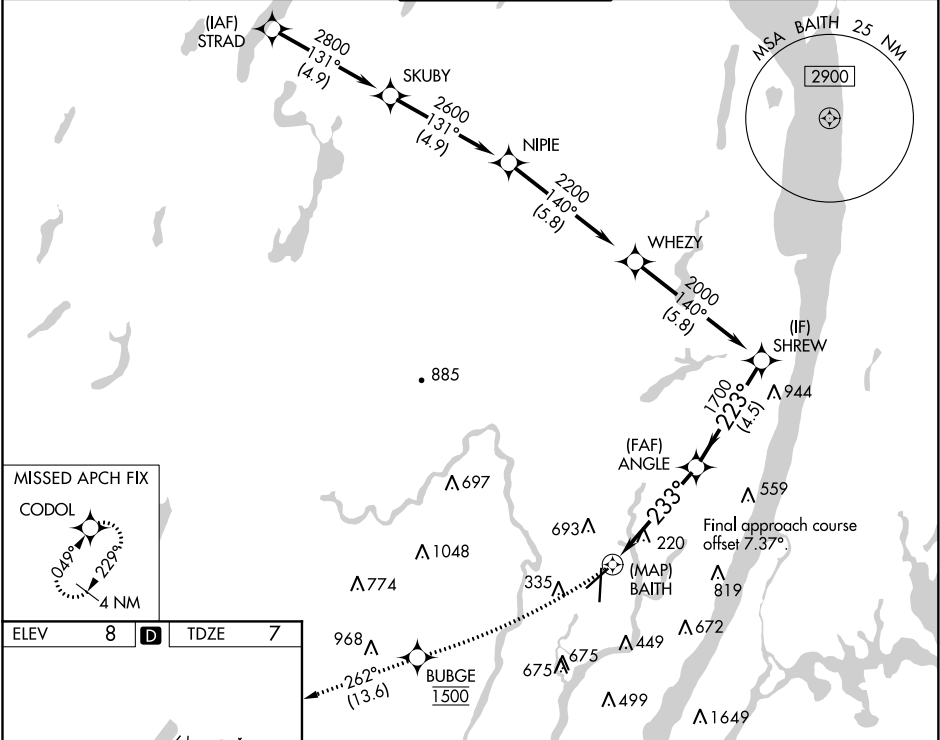 (IAF)
STRAD
2800
131°
(4.9)
SKUBY
2600
131°
(4.9)
NIPIE
2200
140°
(5.8)
WHEZY
2000
140°
(5.8)
(IF)
SHREW
MSA BAITH 25 NM
2900
885
944
1700
223°
(4.5)
(FAF)
ANGLE
233°
697
559
693
220
Final approach course
offset 7.37°.
1048
774
335
(MAP)
BAITH
819
MISSED APCH FIX
CODOL
049°
229°
4 NM
ELEV 8 D TDZE 7
968
262°
(13.6)
BUBGE
1500
672
449
675
675
499
1649